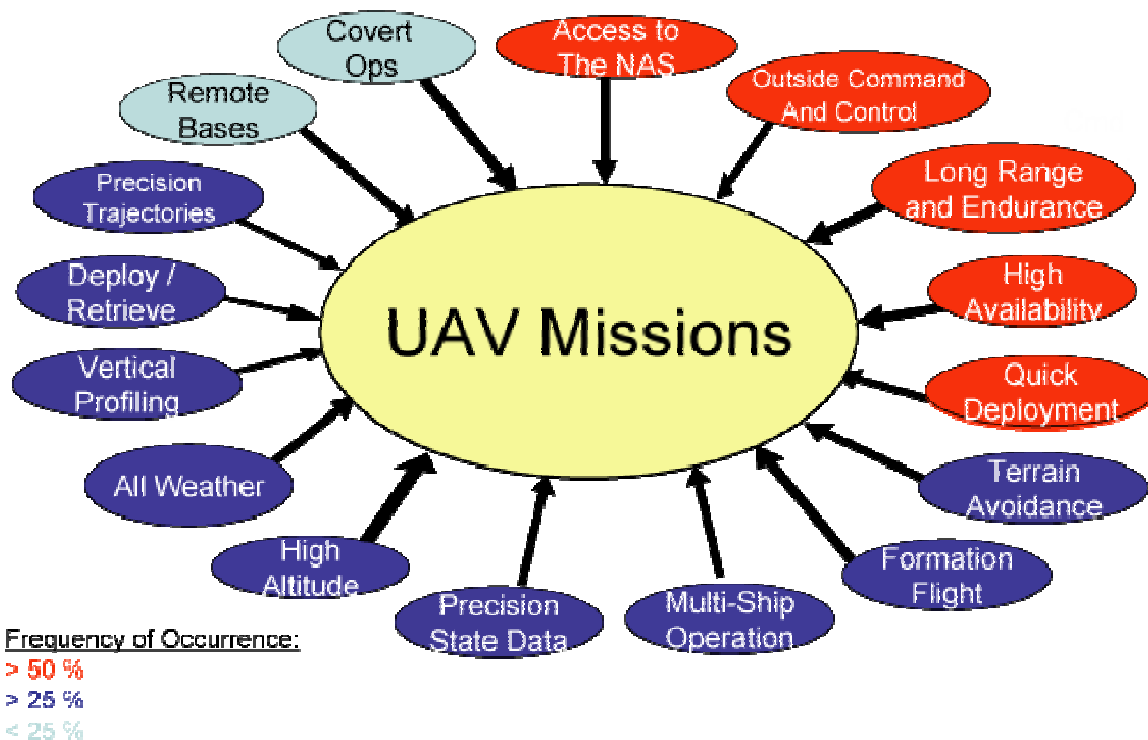 Covert
Ops
Access to
The NAS
Outside Command
And Control
Remote
Bases
Long Range
and Endurance
Precision
Trajectories
High
Availability
Deploy /
Retrieve
UAV Missions
Vertical
Profiling
Quick
Deployment
All Weather
Terrain
Avoidance
High
Altitude
Formation
Flight
Precision
State Data
Multi-Ship
Operation
Frequency of Occurrence:
> 50 %
> 25 %
< 25 %